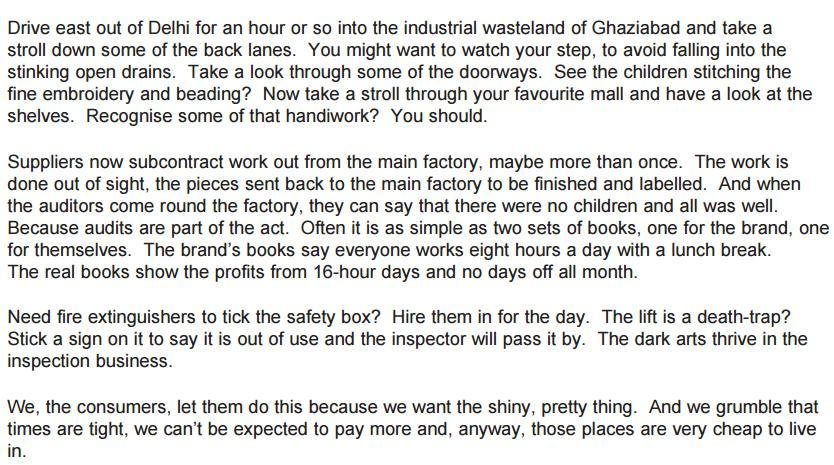 Drive east out of Delhi for an hour or so into the industrial wasteland of Ghaziabad and take a
stroll down some of the back lanes.  You might want to watch your step, to avoid falling into the
stinking open drains.  Take a look through some of the doorways.  See the children stitching the
fine embroidery and beading?  Now take a stroll through your favourite mall and have a look at the
shelves.  Recognise some of that handiwork?  You should.

Suppliers now subcontract work out from the main factory, maybe more than once.  The work is
done out of sight, the pieces sent back to the main factory to be finished and labelled.  And when
the auditors come round the factory, they can say that there were no children and all was well.
Because audits are part of the act.  Often it is as simple as two sets of books, one for the brand, one
for themselves.  The brand's books say everyone works eight hours a day with a lunch break.
The real books show the profits from 16-hour days and no days off all month.

Need fire extinguishers to tick the safety box?  Hire them in for the day.  The lift is a death-trap?
Stick a sign on it to say it is out of use and the inspector will pass it by.  The dark arts thrive in the
inspection business.

We, the consumers, let them do this because we want the shiny, pretty thing.  And we grumble that
times are tight, we can't be expected to pay more and, anyway, those places are very cheap to live
in.